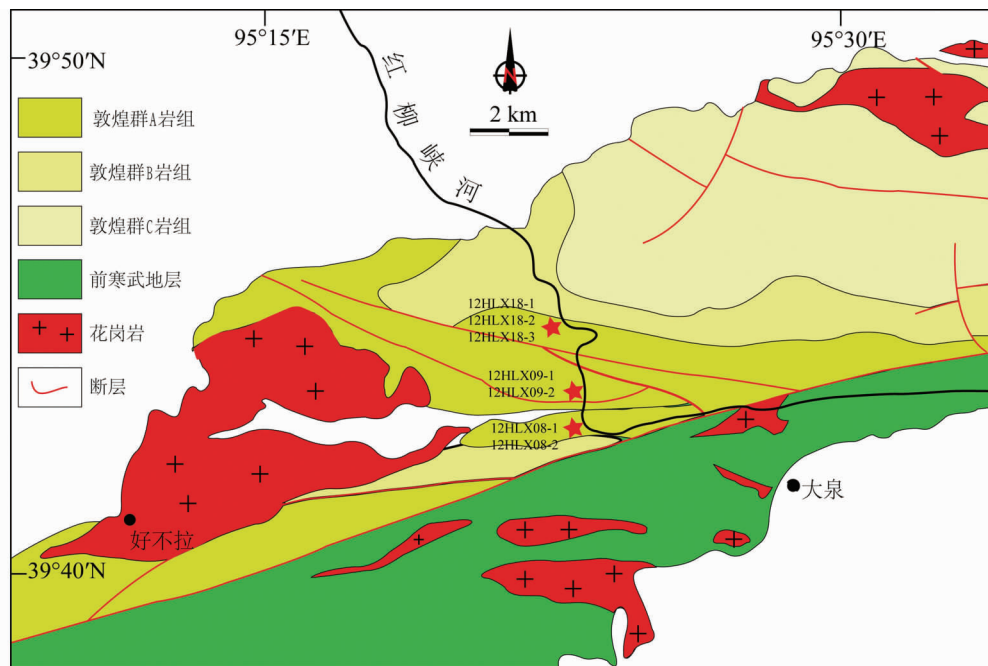 95°15′E
95°30′E
39°50′N
红柳峡河
N
2 km
敦煌群A岩组
敦煌群B岩组
敦煌群C岩组
前寒武地层
花岗岩
断层
12HLX18-1
12HLX18-2
12HLX18-3
12HLX09-1
12HLX09-2
12HLX08-1
12HLX08-2
大泉
好不拉
39°40′N